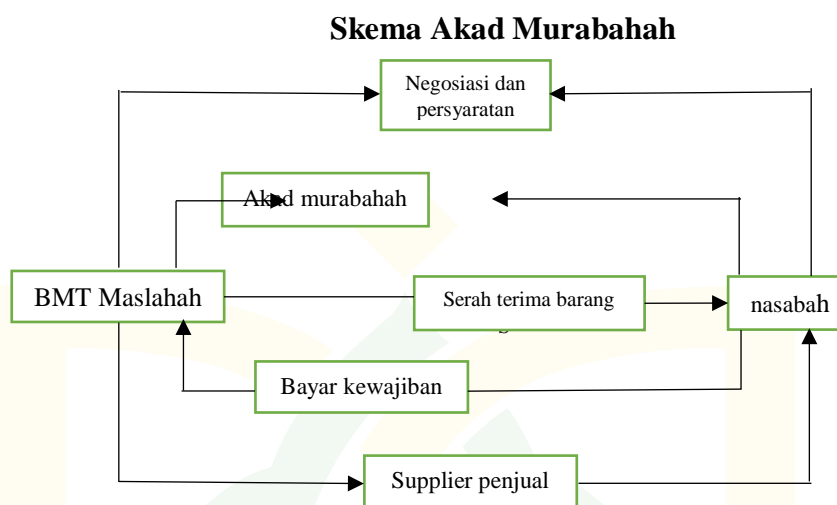 Skema Akad Murabahah
Negosiasi dan
persyaratan
Akad murabahah
BMT Maslahah
Serah terima barang
nasabah
Bayar kewajiban
Supplier penjual